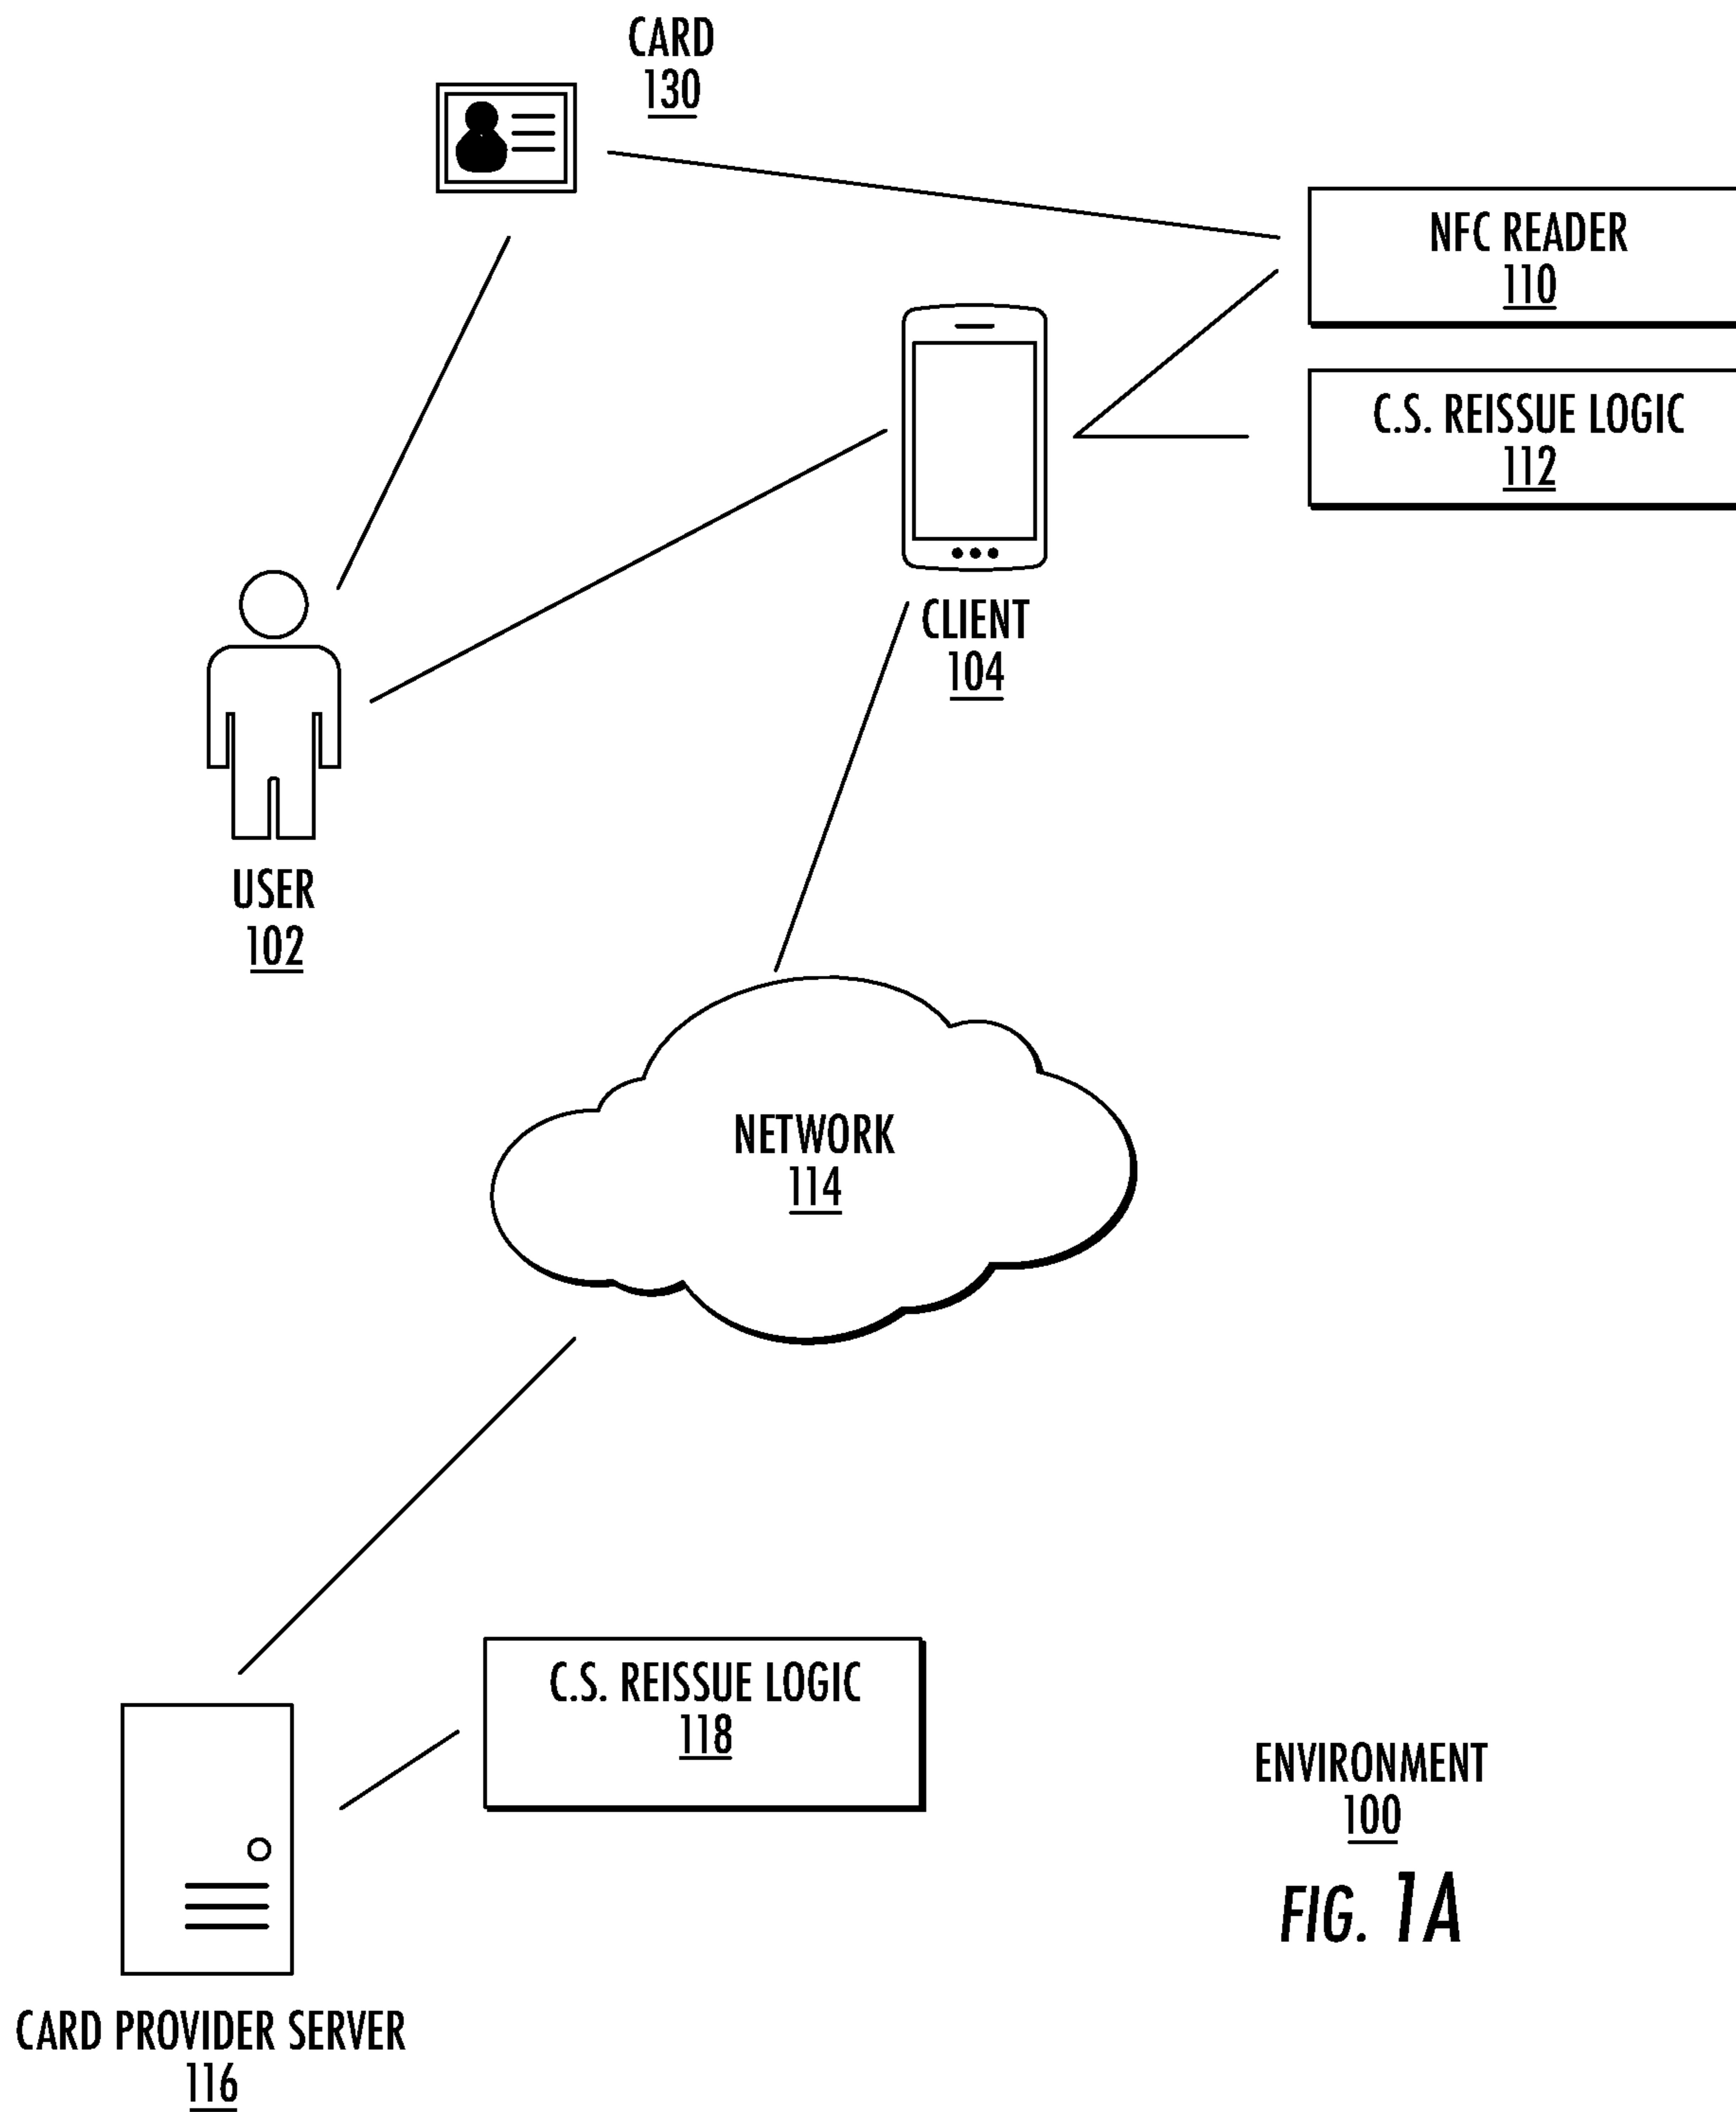 CARD
130
NFC READER
110
C.S. REISSUE LOGIC
112
CLIENT
104
USER
102
NETWORK
114
C.S. REISSUE LOGIC
118
ENVIRONMENT
100
FIG. 1A
CARD PROVIDER SERVER
116